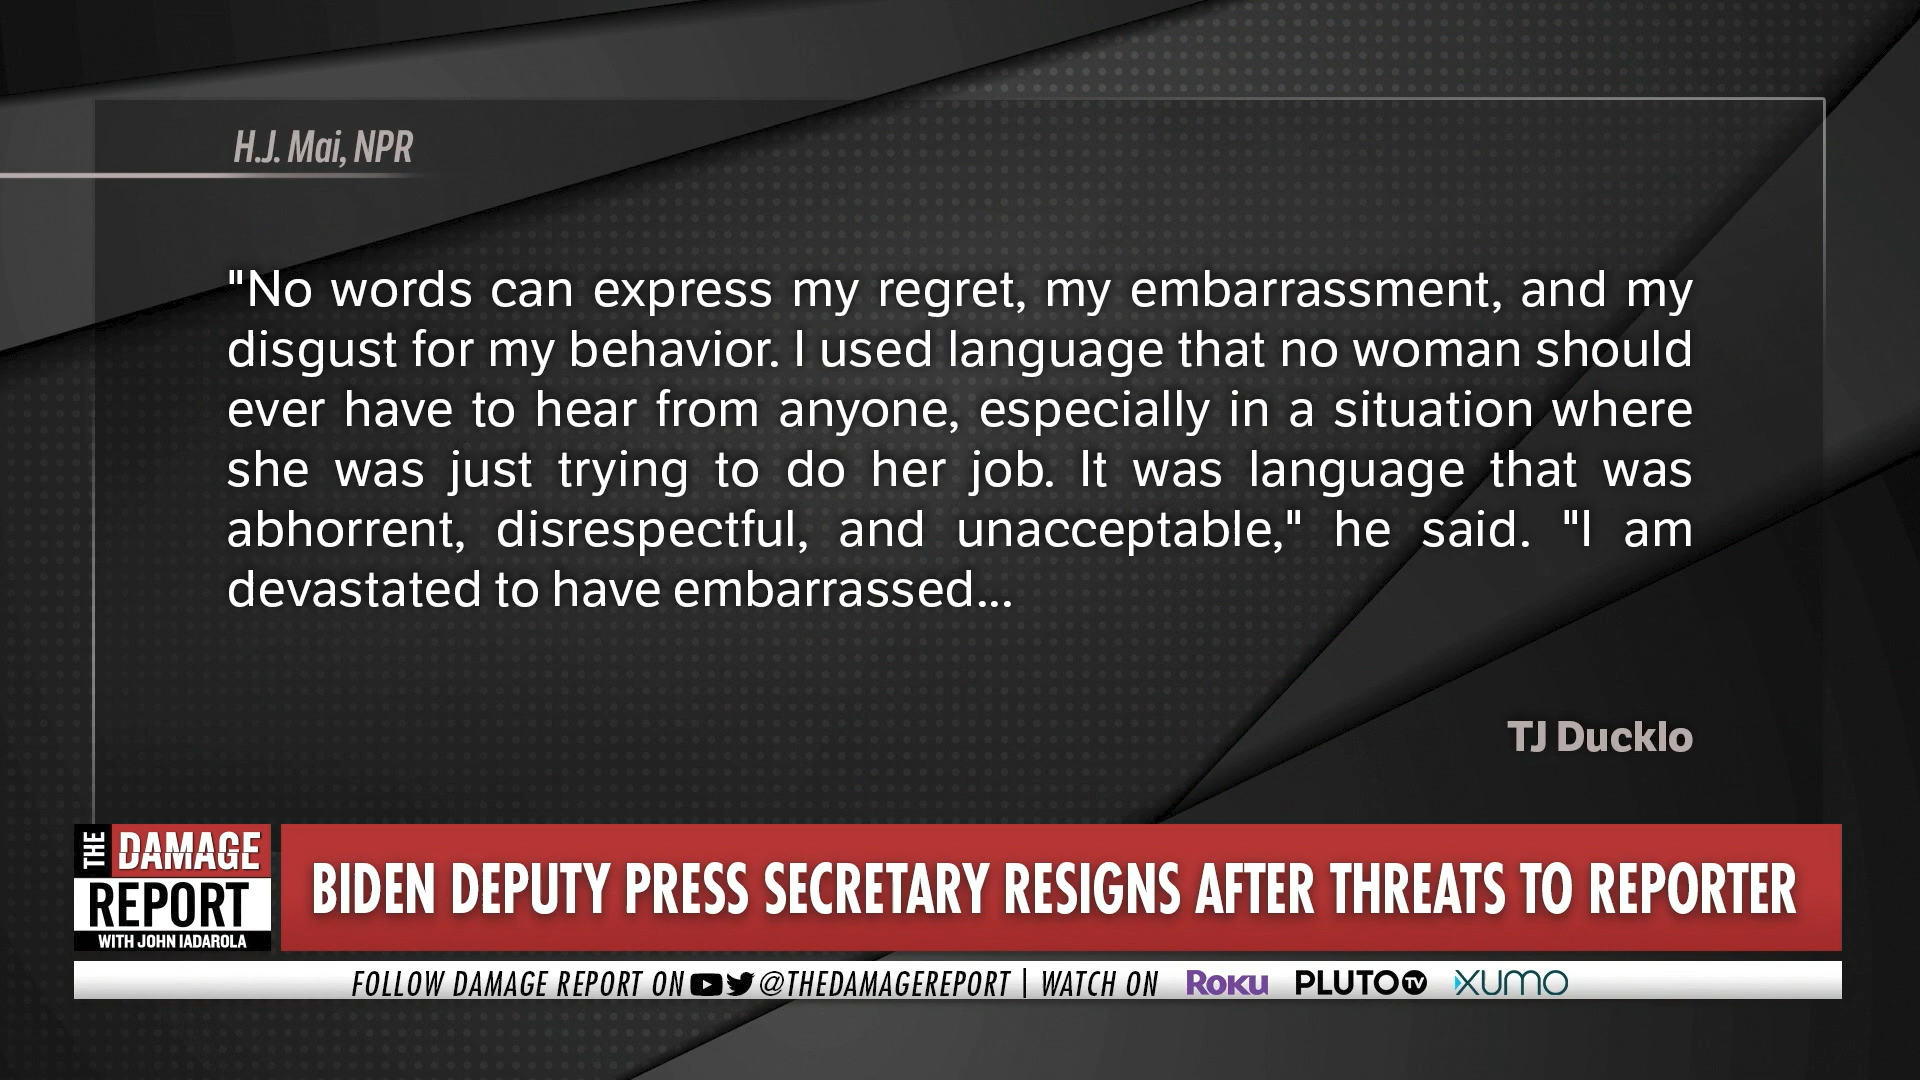 H.J. Mai, NPR
"No words can express my regret, my embarrassment, and my
disgust for my behavior. I used language that no woman should
ever have to hear from anyone, especially in a situation where
she was just trying to do her job. It was language that was
abhorrent, disrespectful, and unacceptable," he said. "I am
devastated to have embarrassed...
TJ Ducklo
THE DAMAGE
REPORT
WITH JOHN IADAROLA
BIDEN DEPUTY PRESS SECRETARY RESIGNS AFTER THREATS TO REPORTER
FOLLOW DAMAGE REPORT ON @THEDAMAGEREPORT | WATCH ON ROKU PLUTO TV XUMO